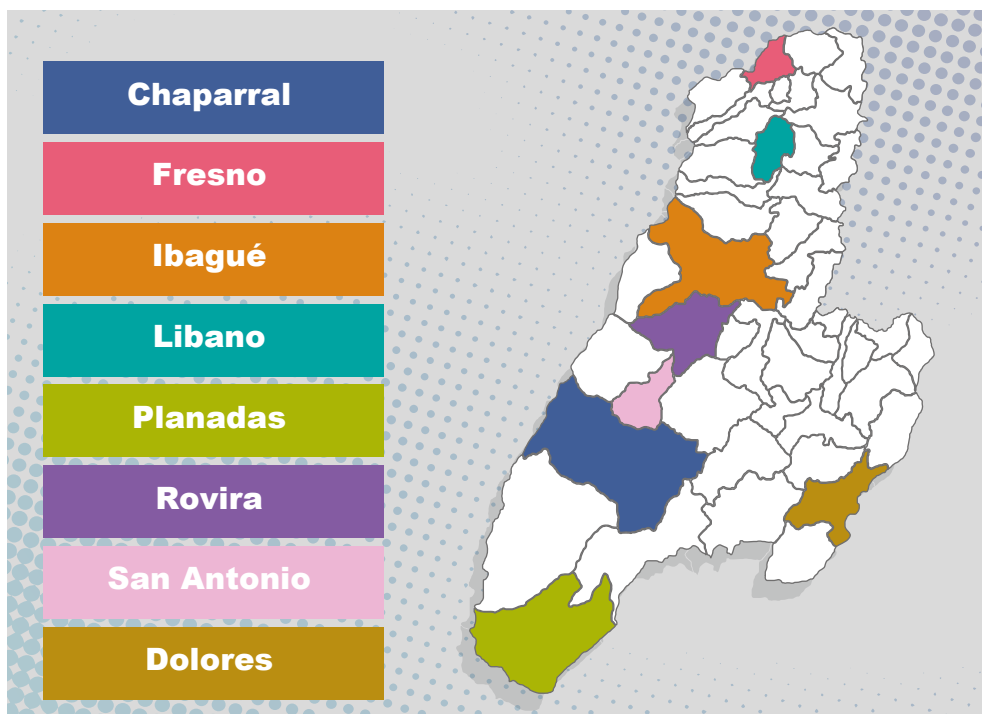 Chaparral
Fresno
Ibagué
Libano
Planadas
Rovira
San Antonio
Dolores